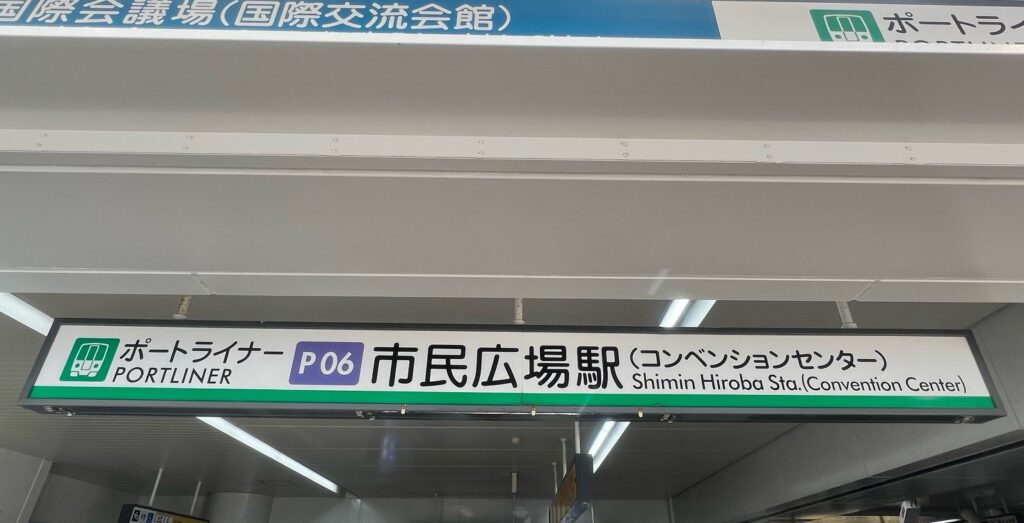 国際会議場(国際交流会館)
ポートライ
ポートライナー
PORTLINER
P 06
市民広場駅
(コンベンションセンター)
Shimin Hiroba Sta.(Convention Center)